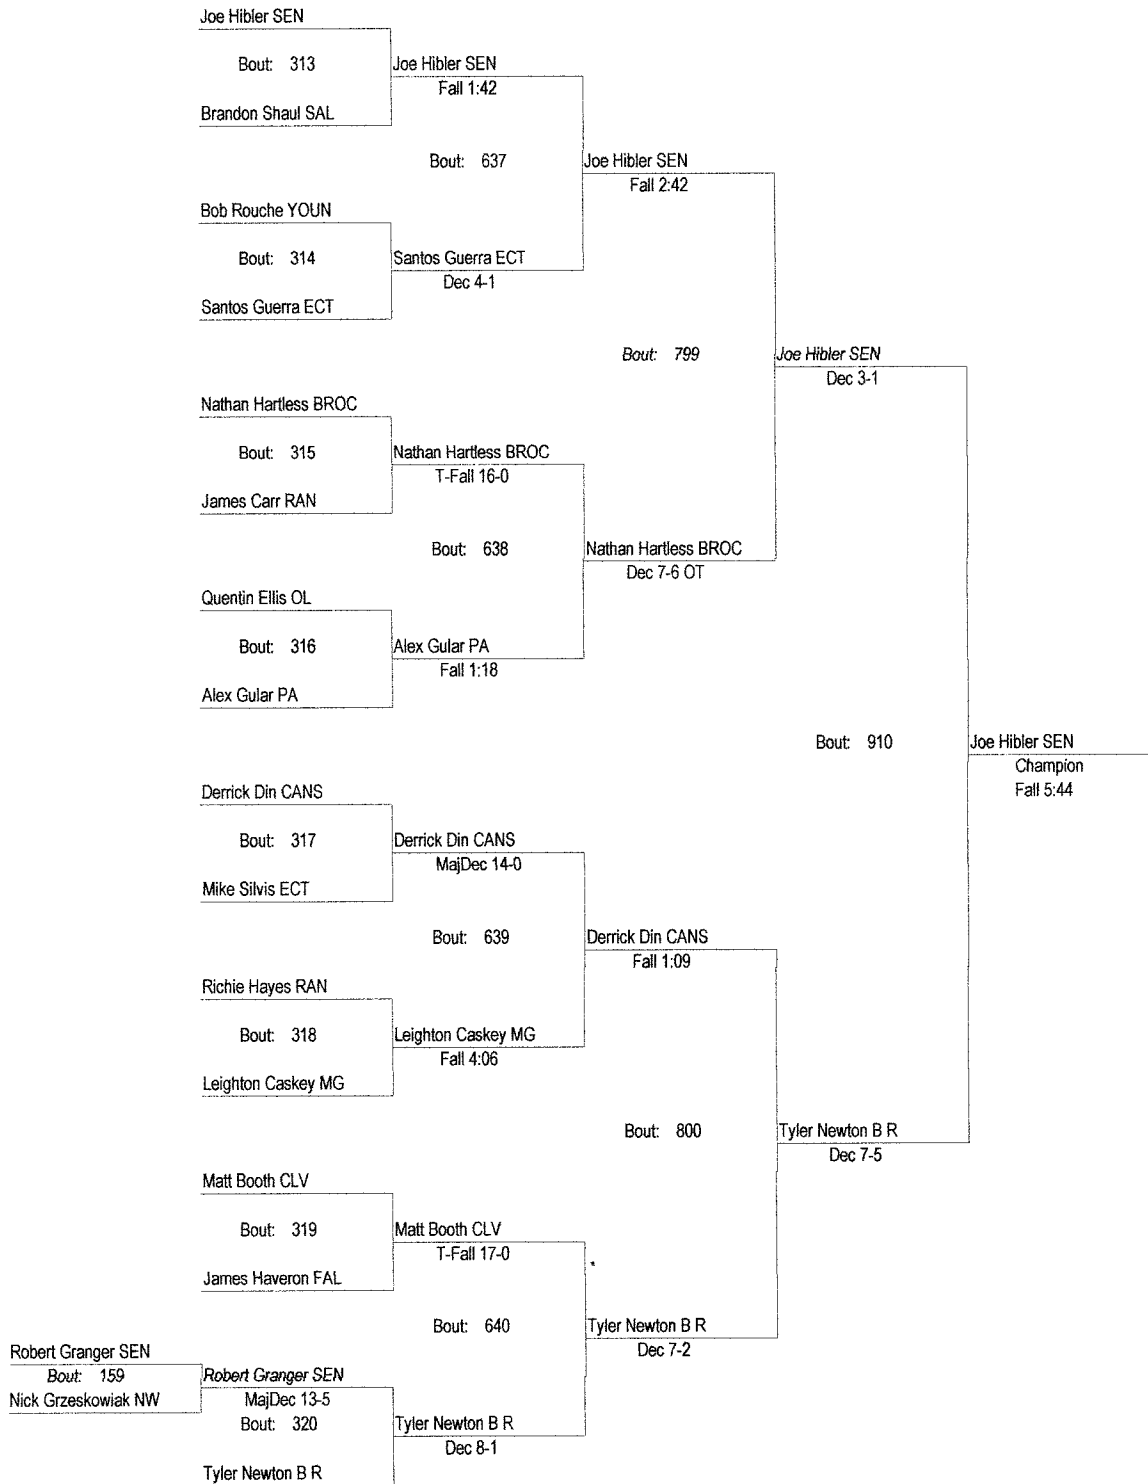 Joe Hibler SEN
Bout: 313
Joe Hibler SEN
Fall 1:42
Brandon Shaul SAL
Bout: 637
Joe Hibler SEN
Fall 2:42
Bob Rouche YOUN
Bout: 314
Santos Guerra ECT
Dec 4-1
Santos Guerra ECT
Bout: 799
Joe Hibler SEN
Dec 3-1
Nathan Hartless BROC
Bout: 315
Nathan Hartless BROC
T-Fall 16-0
James Carr RAN
Bout: 638
Nathan Hartless BROC
Dec 7-6 OT
Quentin Ellis OL
Bout: 316
Alex Gular PA
Fall 1:18
Alex Gular PA
Bout: 910
Joe Hibler SEN
Champion
Fall 5:44
Derrick Din CANS
Bout: 317
Derrick Din CANS
MajDec 14-0
Mike Silvis ECT
Bout: 639
Derrick Din CANS
Fall 1:09
Richie Hayes RAN
Bout: 318
Leighton Caskey MG
Fall 4:06
Leighton Caskey MG
Bout: 800
Tyler Newton B R
Dec 7-5
Matt Booth CLV
Bout: 319
Matt Booth CLV
T-Fall 17-0
James Haveron FAL
Bout: 640
Tyler Newton B R
Dec 7-2
Robert Granger SEN
Bout: 159
Nick Grzeskowiak NW
Robert Granger SEN
MajDec 13-5
Bout: 320
Tyler Newton B R
Dec 8-1
Tyler Newton B R